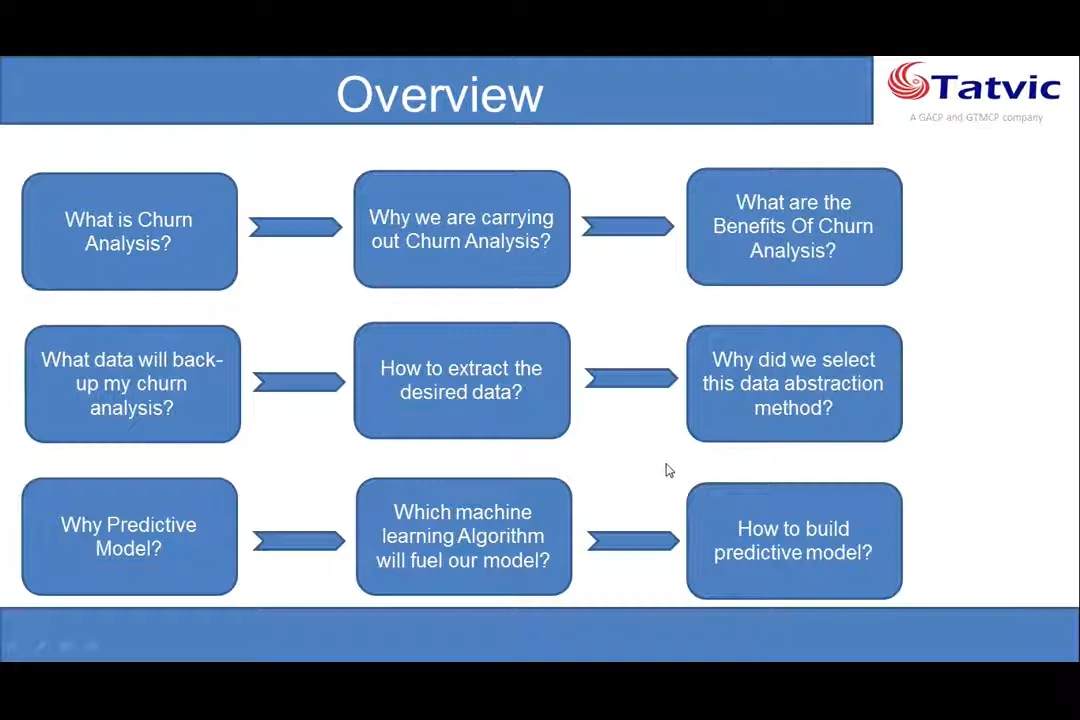 Overview
Tatvic
A GACP and GTMCP company
What is Churn
Analysis?
Why we are carrying
out Churn Analysis?
What are the
Benefits Of Churn
Analysis?
What data will back-
up my churn
analysis?
How to extract the
desired data?
Why did we select
this data abstraction
method?
Why Predictive
Model?
Which machine
learning Algorithm
will fuel our model?
How to build
predictive model?